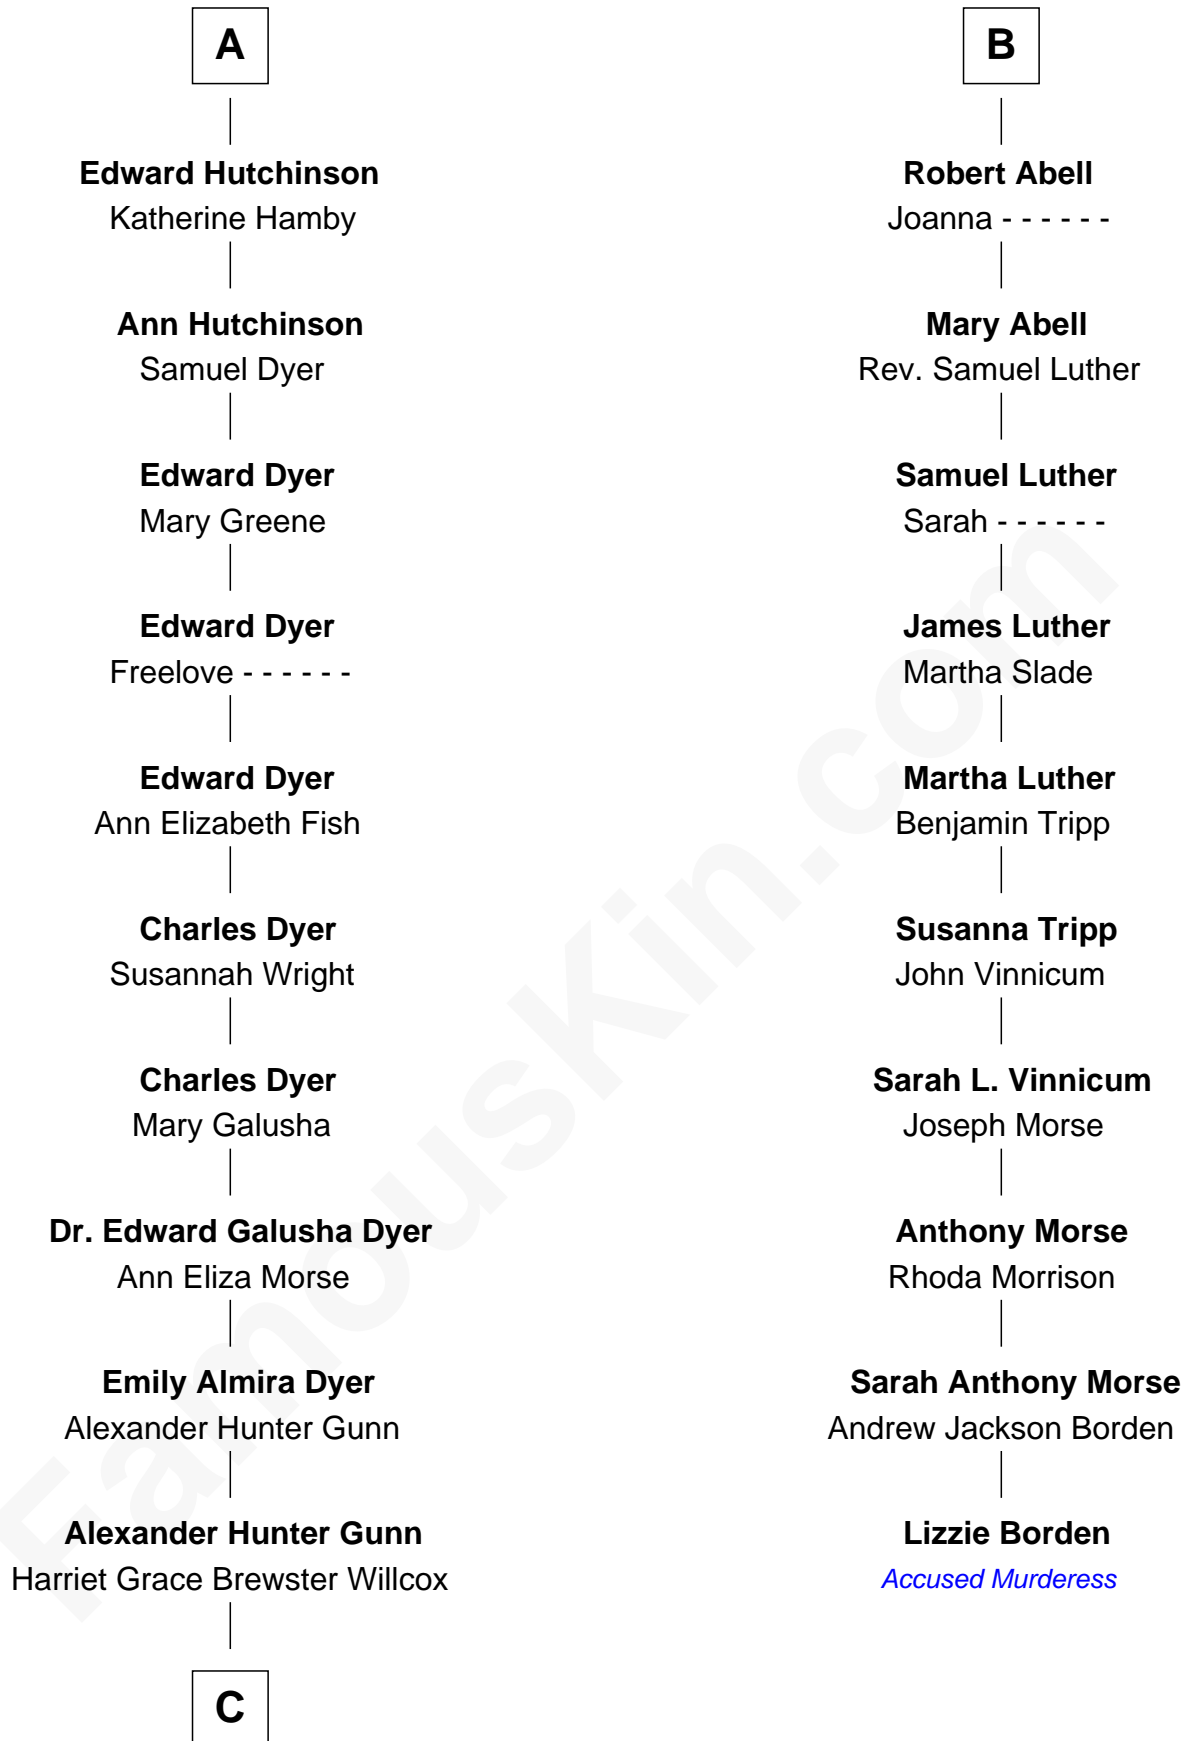 A
Edward Hutchinson
Katherine Hamby
Ann Hutchinson
Samuel Dyer
Edward Dyer
Mary Greene
Edward Dyer
Freelove - - - - - -
Edward Dyer
Ann Elizabeth Fish
Charles Dyer
Susannah Wright
Charles Dyer
Mary Galusha
Dr. Edward Galusha Dyer
Ann Eliza Morse
Emily Almira Dyer
Alexander Hunter Gunn
Alexander Hunter Gunn
Harriet Grace Brewster Willcox
C
B
Robert Abell
Joanna - - - - - -
Mary Abell
Rev. Samuel Luther
Samuel Luther
Sarah - - - - - -
James Luther
Martha Slade
Martha Luther
Benjamin Tripp
Susanna Tripp
John Vinnicum
Sarah L. Vinnicum
Joseph Morse
Anthony Morse
Rhoda Morrison
Sarah Anthony Morse
Andrew Jackson Borden
Lizzie Borden
Accused Murderess
FamousKin.com